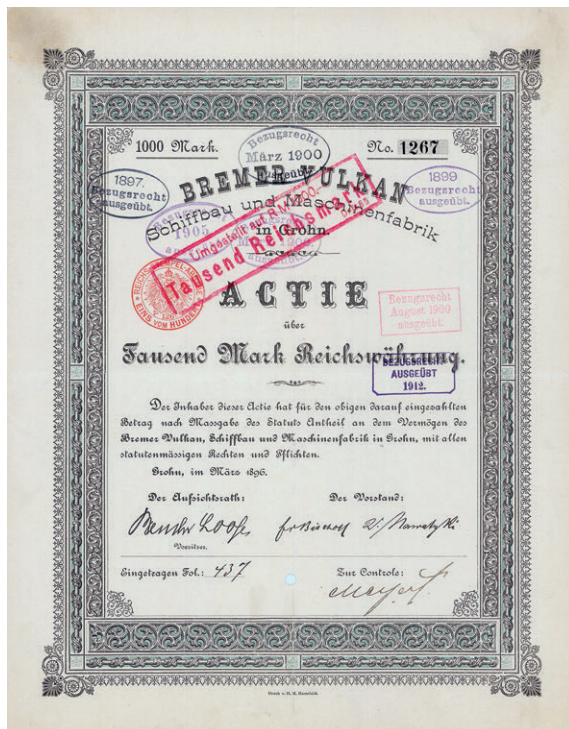 1000 Mark.
No. 1267
Bezugsrecht
März 1900
ausgeübt.
1897.
Bezugsrecht
ausgeübt.
1899
Bezugsrecht
ausgeübt.
BREMER VULKAN
Schiffbau und Maschinenfabrik
in Grohn.
1905
Umgestellt auf RM
Tausend Reichsmark
VOM HUNDERT
ACTIE
über
Tausend Mark Reichswährung.
Bezugsrecht
August 1900
ausgeübt.
BEZUGSRECHT
AUSGEÜBT
1912.
Der Inhaber dieser Actie hat für den obigen darauf eingezahlten
Betrag nach Massgabe des Statuts Antheil an dem Vermögen des
Bremer Vulkan, Schiffbau und Maschinenfabrik in Grohn, mit allen
statutenmässigen Rechten und Pflichten.
Grohn, im März 1896.
Der Aufsichtsrath:
Der Vorstand:
Vorsitzer.
Eingetragen Fol.: 437
Zur Controle: